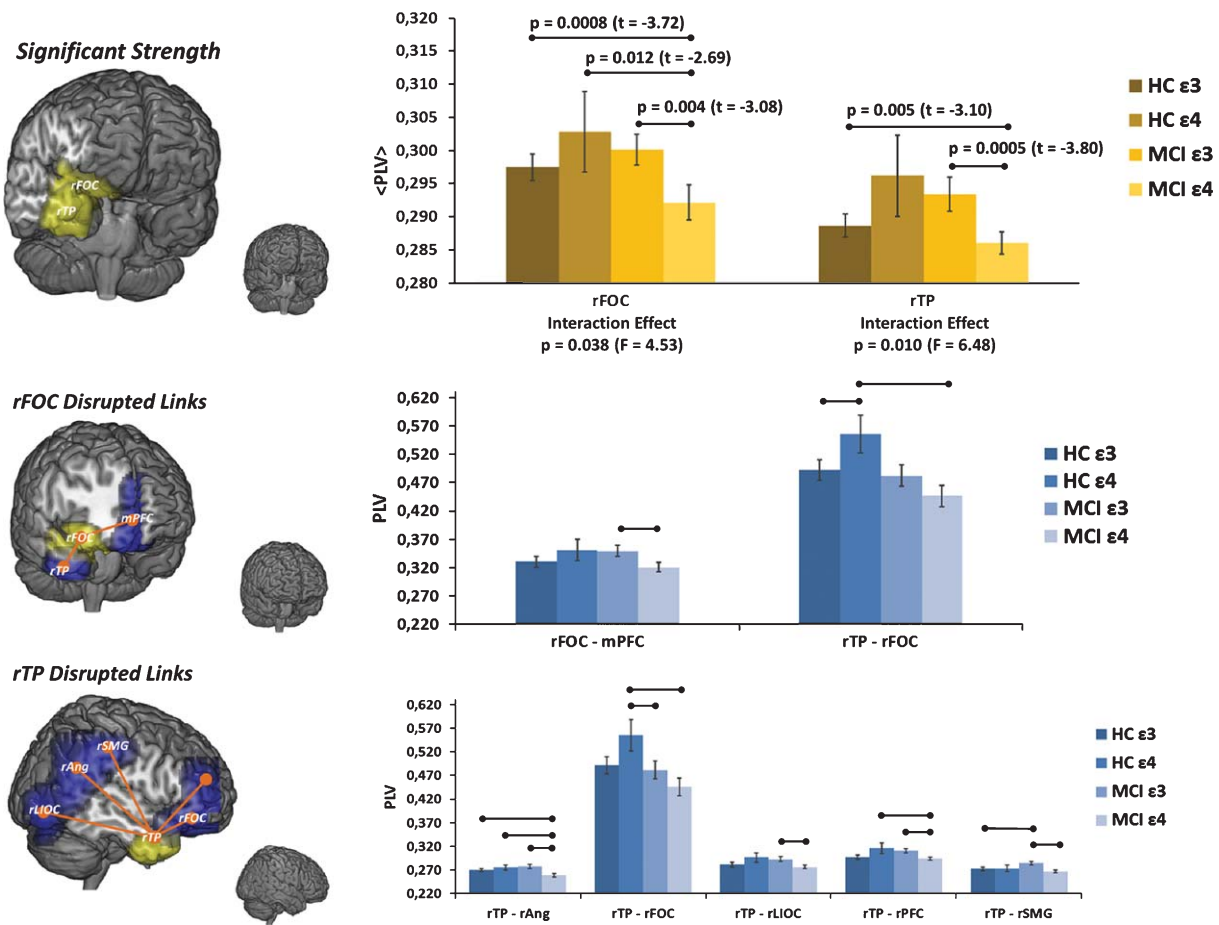 Significant Strength
rFOC
rTP
0,320
0,315
0,310
0,305
0,300
0,295
0,290
0,285
0,280
<PLV>
p = 0.0008 (t = -3.72)
p = 0.012 (t = -2.69)
p = 0.004 (t = -3.08)
p = 0.005 (t = -3.10)
p = 0.0005 (t = -3.80)
HC ε3
HC ε4
MCI ε3
MCI ε4
rFOC
Interaction Effect
p = 0.038 (F = 4.53)
rTP
Interaction Effect
p = 0.010 (F = 6.48)
rFOC Disrupted Links
mPFC
rFOC
rTP
0,620
0,570
0,520
0,470
0,420
0,370
0,320
0,270
0,220
PLV
HC ε3
HC ε4
MCI ε3
MCI ε4
rFOC - mPFC
rTP - rFOC
rTP Disrupted Links
rSMG
rAng
rLIOC
rFOC
rTP
0,620
0,570
0,520
0,470
0,420
0,370
0,320
0,270
0,220
PLV
HC ε3
HC ε4
MCI ε3
MCI ε4
rTP - rAng
rTP - rFOC
rTP - rLIOC
rTP - rPFC
rTP - rSMG